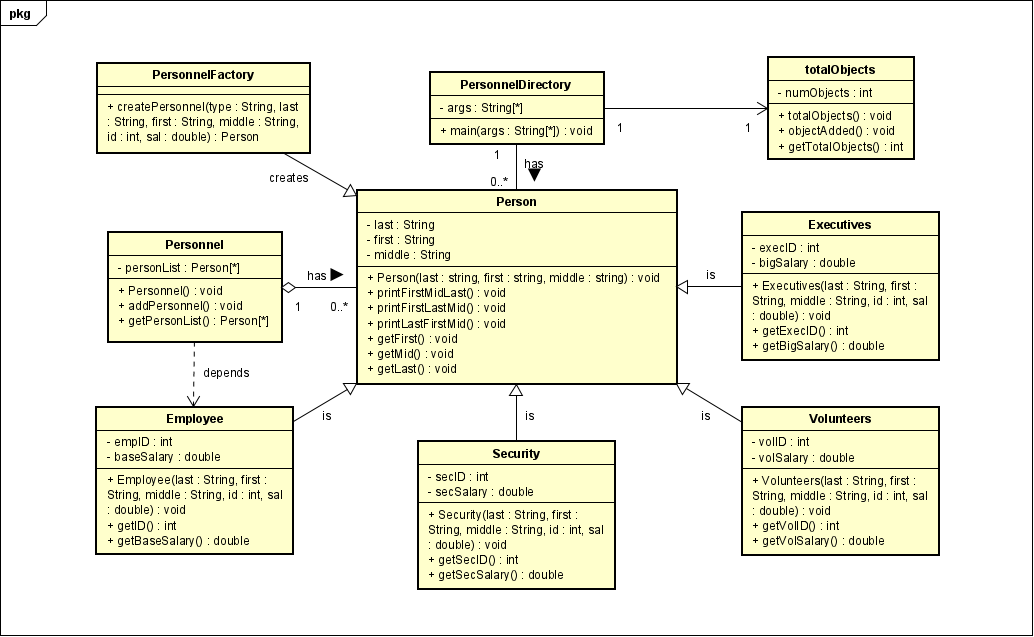 pkg
PersonnelFactory
+ createPersonnel(type : String, last
: String, first : String, middle : String,
id : int, sal : double) : Person
PersonnelDirectory
- args : String[*]
+ main(args : String[*]) : void
totalObjects
- numObjects : int
+ totalObjects() : void
+ objectAdded() : void
+ getTotalObjects() : int
1
1
1
has
0..*
creates
Person
- last : String
- first : String
- middle : String
+ Person(last : string, first : string, middle : string) : void
+ printFirstMidLast() : void
+ printFirstLastMid() : void
+ printLastFirstMid() : void
+ getFirst() : void
+ getMid() : void
+ getLast() : void
Personnel
- personList : Person[*]
+ Personnel() : void
+ addPersonnel() : void
+ getPersonList() : Person[*]
has
1
0..*
depends
Executives
- execID : int
- bigSalary : double
+ Executives(last : String, first :
String, middle : String, id : int, sal
: double) : void
+ getExecID() : int
+ getBigSalary() : double
is
Employee
- empID : int
- baseSalary : double
+ Employee(last : String, first :
String, middle : String, id : int, sal
: double) : void
+ getID() : int
+ getBaseSalary() : double
is
Security
- secID : int
- secSalary : double
+ Security(last : String, first :
String, middle : String, id : int, sal
: double) : void
+ getSecID() : int
+ getSecSalary() : double
is
Volunteers
- volID : int
- volSalary : double
+ Volunteers(last : String, first :
String, middle : String, id : int, sal
: double) : void
+ getVolID() : int
+ getVolSalary() : double
is